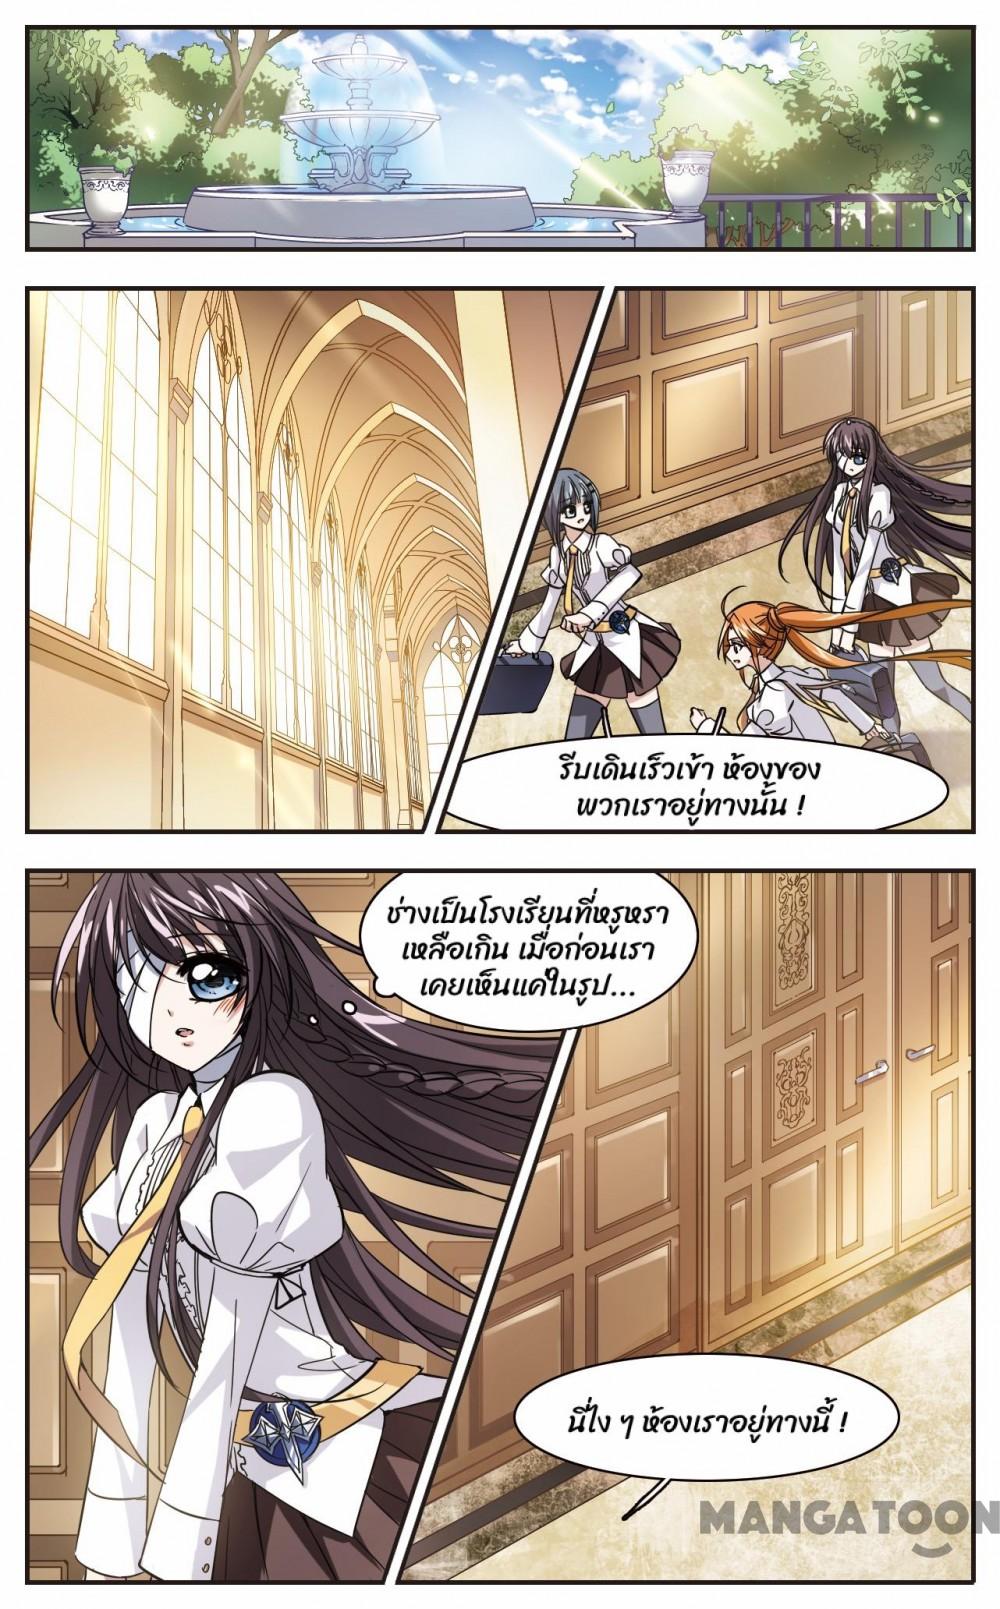 รีบเดินเร็วเข้า ห้องของ
พวกเราอยู่ทางนั้น !
ช่างเป็นโรงเรียนที่หรูหรา
เหลือเกิน เมื่อก่อนเรา
เคยเห็นแค่ในรูป...
นี่ไง ๆ ห้องเราอยู่ทางนี้ !
MANGATOON